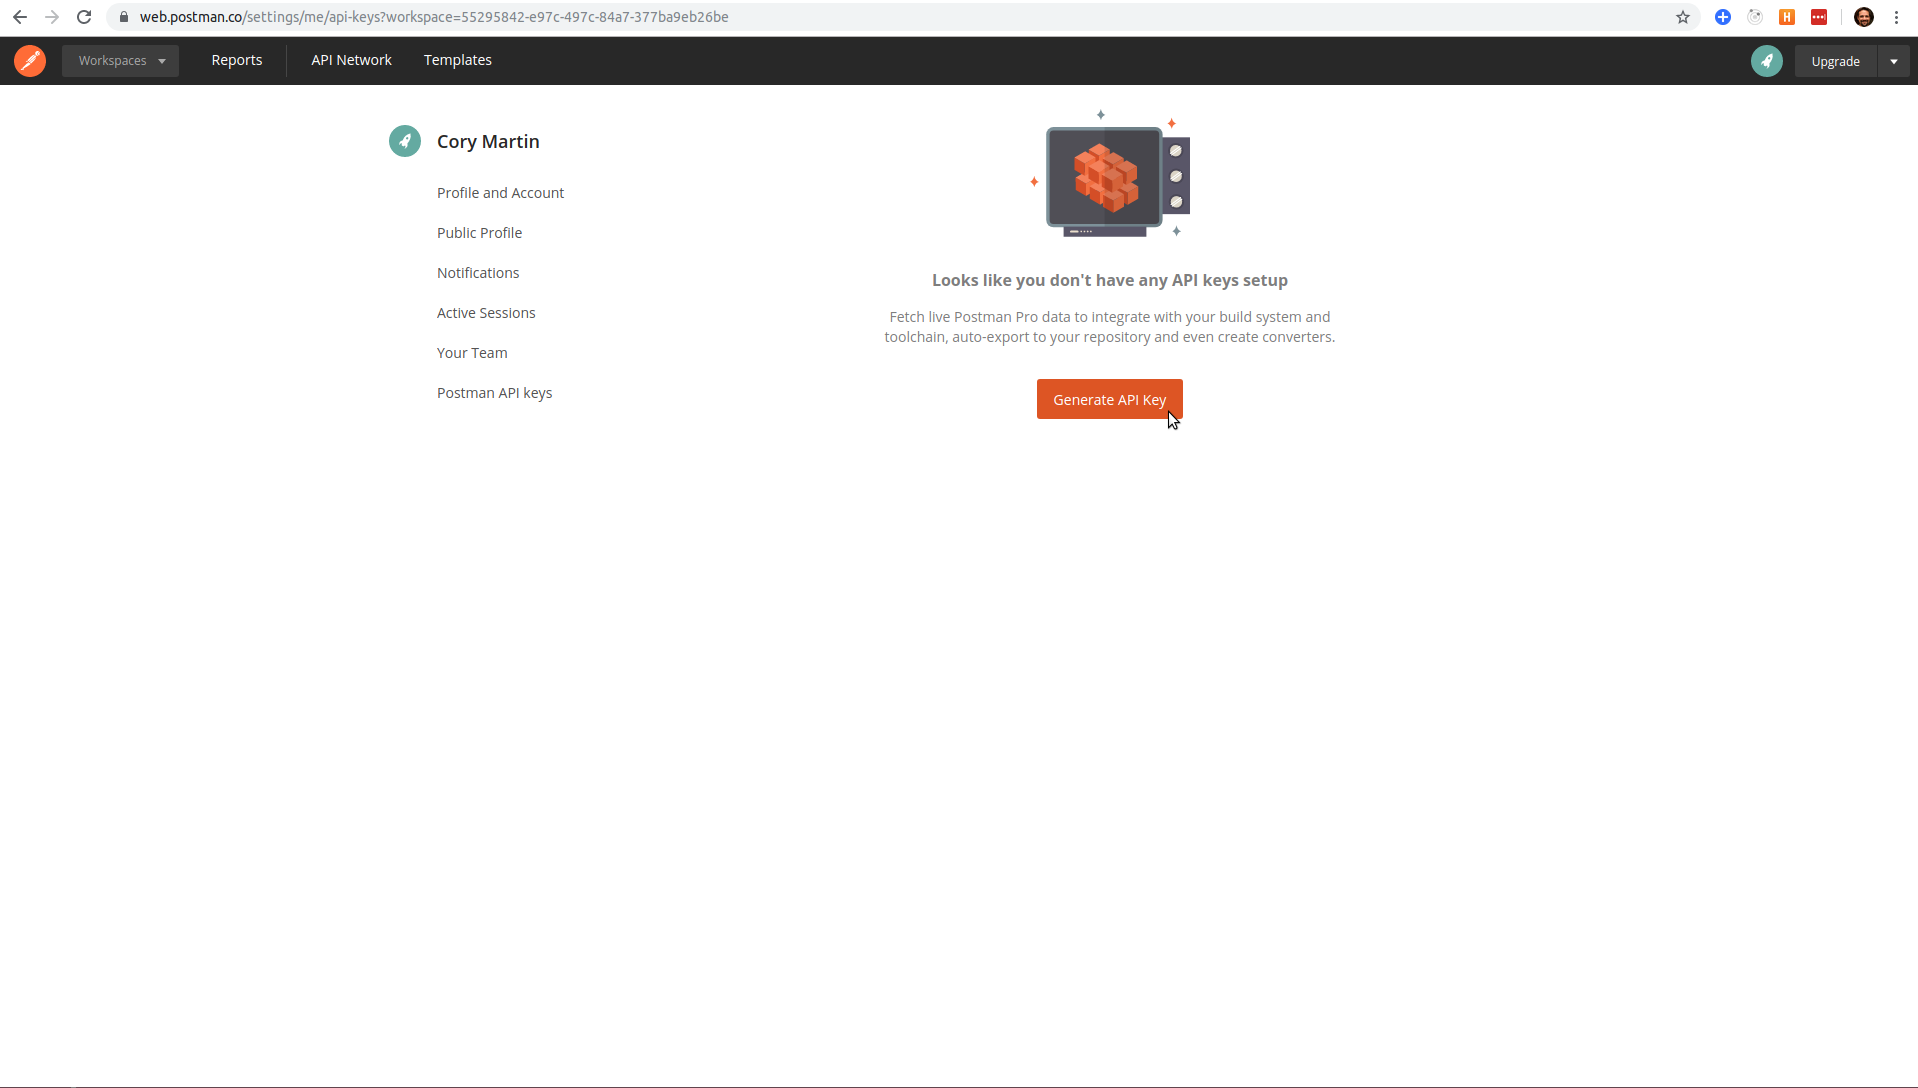 web.postman.co/settings/me/api-keys?workspace=55295842-e97c-497c-84a7-377ba9eb26be
H
Workspaces
Reports
API Network
Templates
Upgrade
Cory Martin
Profile and Account
Public Profile
Notifications
Active Sessions
Your Team
Postman API keys
Looks like you don't have any API keys setup
Fetch live Postman Pro data to integrate with your build system and
toolchain, auto-export to your repository and even create converters.
Generate API Key